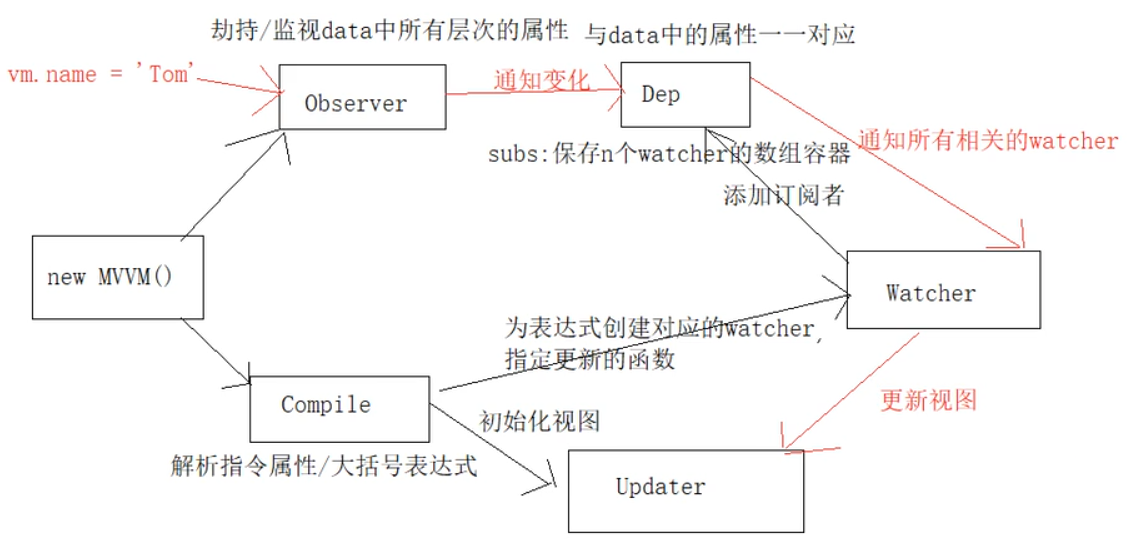 劫持/监视data中所有层次的属性
与data中的属性一一对应
vm.name = 'Tom'
Observer
通知变化
Dep
通知所有相关的watcher
subs:保存n个watcher的数组容器
添加订阅者
new MVVM()
Watcher
为表达式创建对应的watcher,
指定更新的函数
Compile
初始化视图
更新视图
解析指令属性/大括号表达式
Updater